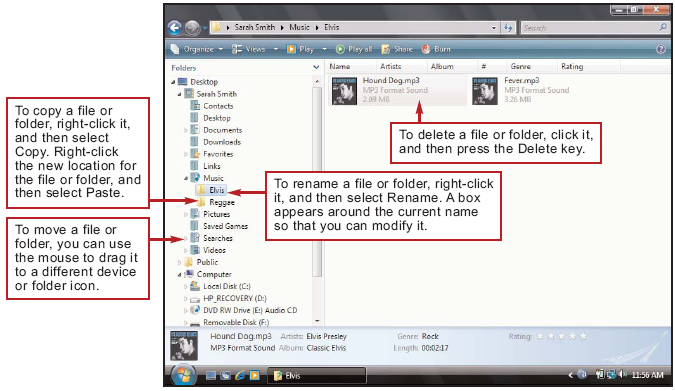 Sarah Smith ▸ Music ▸ Elvis
Search
Organize Views Play Play all Share Burn
Folders
Name Artists Album # Genre Rating
Desktop
Sarah Smith
Contacts
Desktop
Documents
Downloads
Favorites
Links
Music
Elvis
Reggae
Pictures
Saved Games
Searches
Videos
Public
Computer
Local Disk (C:)
HP_RECOVERY (D:)
DVD RW Drive (E:) Audio CD
Removable Disk (F:)
Hound Dog.mp3
MP3 Format Sound
2.09 MB
Fever.mp3
MP3 Format Sound
3.26 MB
To copy a file or
folder, right-click it,
and then select
Copy. Right-click
the new location for
the file or folder, and
then select Paste.
To move a file or
folder, you can use
the mouse to drag it
to a different device
or folder icon.
To delete a file or folder, click it,
and then press the Delete key.
To rename a file or folder, right-click
it, and then select Rename. A box
appears around the current name
so that you can modify it.
Hound Dog.mp3 Artists: Elvis Presley Genre: Rock Rating:
MP3 Format Sound Album: Classic Elvis Length: 00:02:17
Elvis
11:56 AM